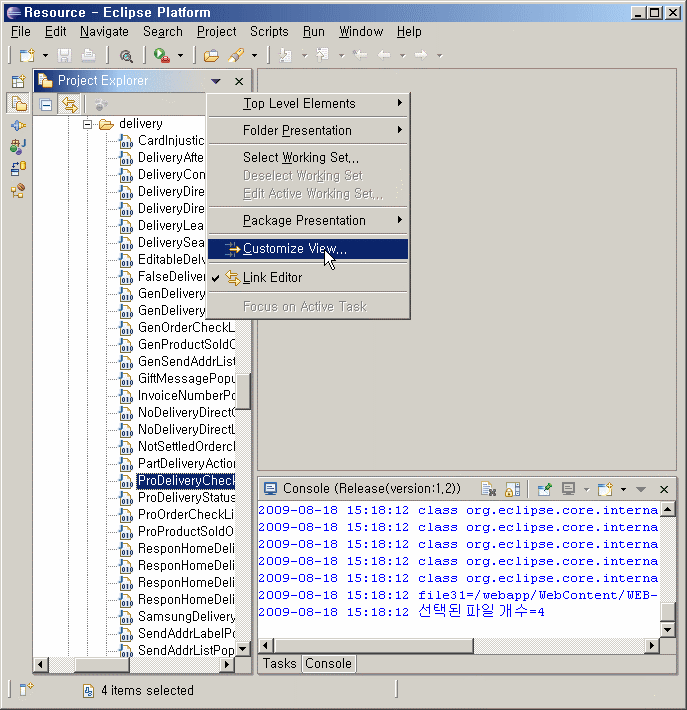 Resource - Eclipse Platform
File Edit Navigate Search Project Scripts Run Window Help
Project Explorer
delivery
CardInjustic
DeliveryAfte
DeliveryCon
DeliveryDire
DeliveryDire
DeliveryLea
DeliverySea
EditableDelv
FalseDeliver
GenDelivery
GenDelivery
GenOrderCheckL
GenProductSoldO
GenSendAddrList
GiftMessagePopu
InvoiceNumberPo
NoDeliveryDirectO
NoDeliveryDirectL
NotSettledOrderc
PartDeliveryAction
ProDeliveryCheck
ProDeliveryStatus
ProOrderCheckLi
ProProductSoldO
ResponHomeDeli
ResponHomeDeli
ResponHomeDeli
ResponHomeDeli
SamsungDelivery
SendAddrLabelPo
SendAddrListPop
Top Level Elements
Folder Presentation
Select Working Set...
Deselect Working Set
Edit Active Working Set...
Package Presentation
Customize View...
Link Editor
Focus on Active Task
Console (Release(version:1,2))
2009-08-18 15:18:12 class org.eclipse.core.interna
2009-08-18 15:18:12 class org.eclipse.core.interna
2009-08-18 15:18:12 class org.eclipse.core.interna
2009-08-18 15:18:12 class org.eclipse.core.interna
2009-08-18 15:18:12 class org.eclipse.core.interna
2009-08-18 15:18:12 file31=/webapp/WebContent/WEB-
2009-08-18 15:18:12 선택된 파일 개수=4
Tasks Console
4 items selected